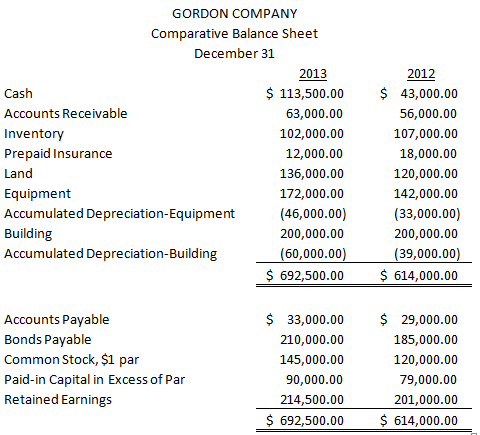 GORDON COMPANY
Comparative Balance Sheet
December 31
2013 2012
Cash $ 113,500.00 $ 43,000.00
Accounts Receivable 63,000.00 56,000.00
Inventory 102,000.00 107,000.00
Prepaid Insurance 12,000.00 18,000.00
Land 136,000.00 120,000.00
Equipment 172,000.00 142,000.00
Accumulated Depreciation-Equipment (46,000.00) (33,000.00)
Building 200,000.00 200,000.00
Accumulated Depreciation-Building (60,000.00) (39,000.00)
$ 692,500.00 $ 614,000.00
Accounts Payable $ 33,000.00 $ 29,000.00
Bonds Payable 210,000.00 185,000.00
Common Stock, $1 par 145,000.00 120,000.00
Paid-in Capital in Excess of Par 90,000.00 79,000.00
Retained Earnings 214,500.00 201,000.00
$ 692,500.00 $ 614,000.00